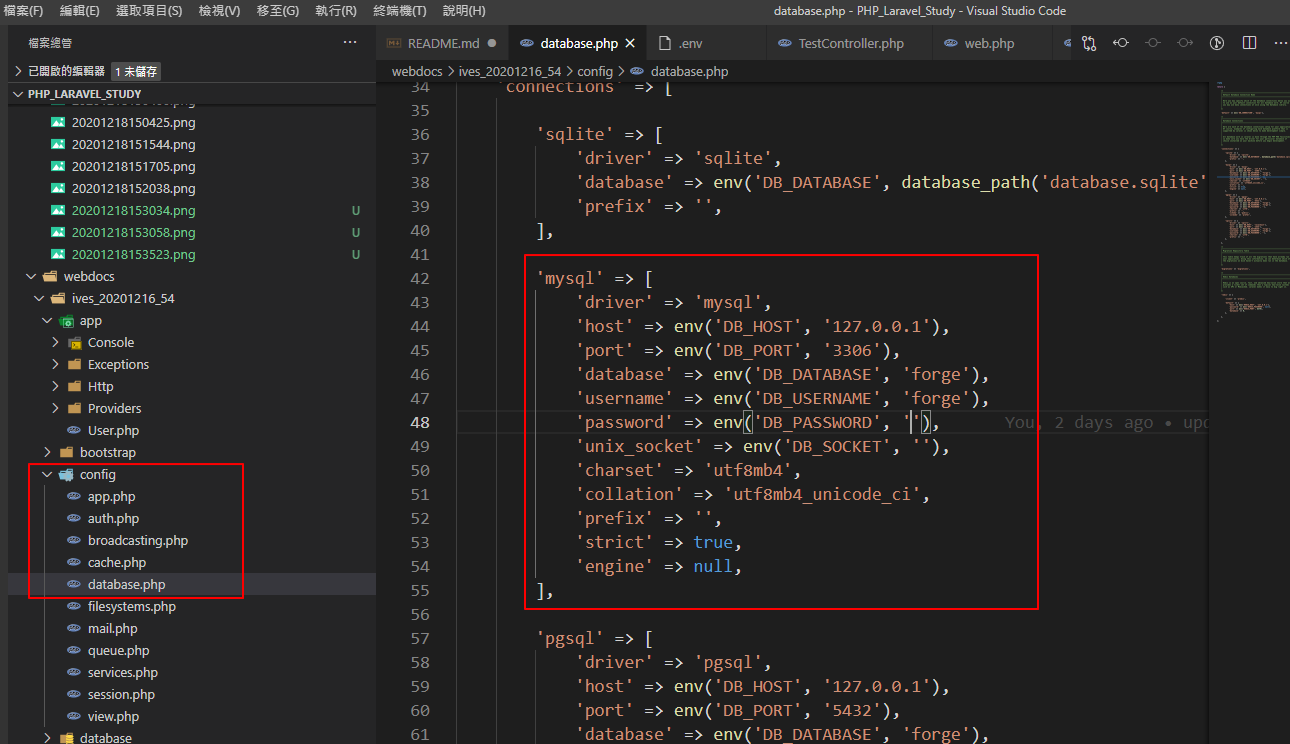 檔案(F) 編輯(E) 選取項目(S) 檢視(V) 移至(G) 執行(R) 終端機(T) 說明(H)
database.php - PHP_Laravel_Study - Visual Studio Code
檔案總管
已開啟的編輯器 1 未儲存
PHP_LARAVEL_STUDY
20201218150425.png
20201218151544.png
20201218151705.png
20201218152038.png
20201218153034.png U
20201218153058.png U
20201218153523.png U
webdocs
ives_20201216_54
app
Console
Exceptions
Http
Providers
User.php
bootstrap
config
app.php
auth.php
broadcasting.php
cache.php
database.php
filesystems.php
mail.php
queue.php
services.php
session.php
view.php
database
README.md database.php .env TestController.php web.php
webdocs > ives_20201216_54 > config > database.php
34 'connections' => [
35
36 'sqlite' => [
37 'driver' => 'sqlite',
38 'database' => env('DB_DATABASE', database_path('database.sqlite'
39 'prefix' => '',
40 ],
41
42 'mysql' => [
43 'driver' => 'mysql',
44 'host' => env('DB_HOST', '127.0.0.1'),
45 'port' => env('DB_PORT', '3306'),
46 'database' => env('DB_DATABASE', 'forge'),
47 'username' => env('DB_USERNAME', 'forge'),
48 'password' => env('DB_PASSWORD', ''), You, 2 days ago • upd
49 'unix_socket' => env('DB_SOCKET', ''),
50 'charset' => 'utf8mb4',
51 'collation' => 'utf8mb4_unicode_ci',
52 'prefix' => '',
53 'strict' => true,
54 'engine' => null,
55 ],
56
57 'pgsql' => [
58 'driver' => 'pgsql',
59 'host' => env('DB_HOST', '127.0.0.1'),
60 'port' => env('DB_PORT', '5432'),
61 'database' => env('DB_DATABASE', 'forge'),